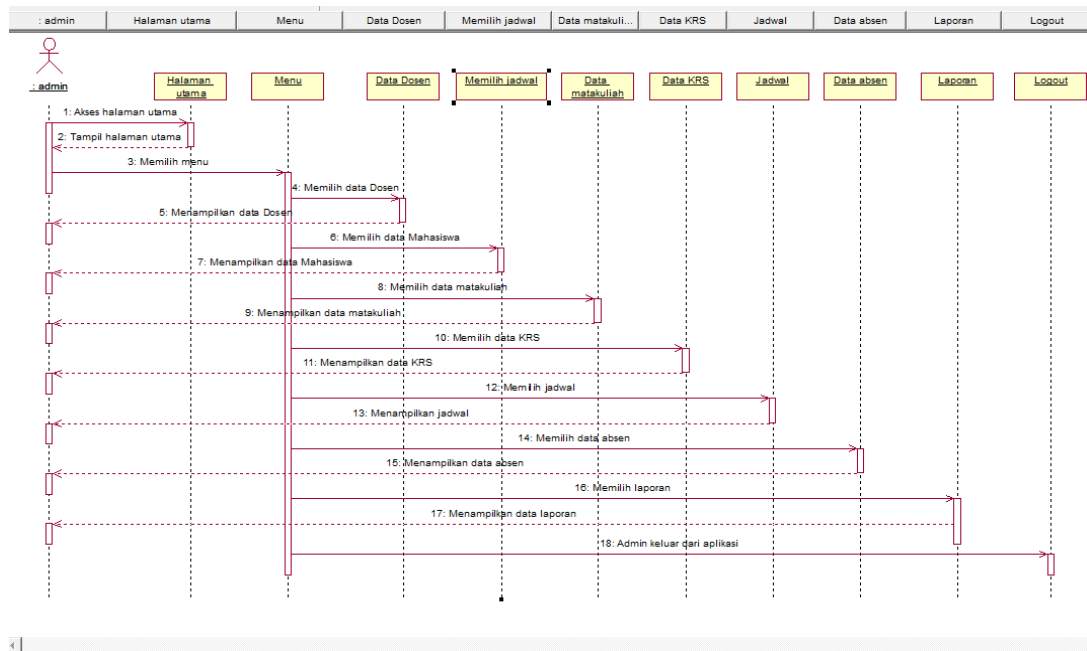 : admin
Halaman utama
Menu
Data Dosen
Memilih jadwal
Data matakuli...
Data KRS
Jadwal
Data absen
Laporan
Logout
: admin
Halaman
utama
Menu
Data Dosen
Memilih jadwal
Data
matakuliah
Data KRS
Jadwal
Data absen
Laporan
Logout
1: Akses halaman utama
2: Tampil halaman utama
3: Memilih menu
4: Memilih data Dosen
5: Menampilkan data Dosen
6: Memilih data Mahasiswa
7: Menampilkan data Mahasiswa
8: Memilih data matakuliah
9: Menampilkan data matakuliah
10: Memilih data KRS
11: Menampilkan data KRS
12: Memilih jadwal
13: Menampilkan jadwal
14: Memilih data absen
15: Menampilkan data absen
16: Memilih laporan
17: Menampilkan data laporan
18: Admin keluar dari aplikasi